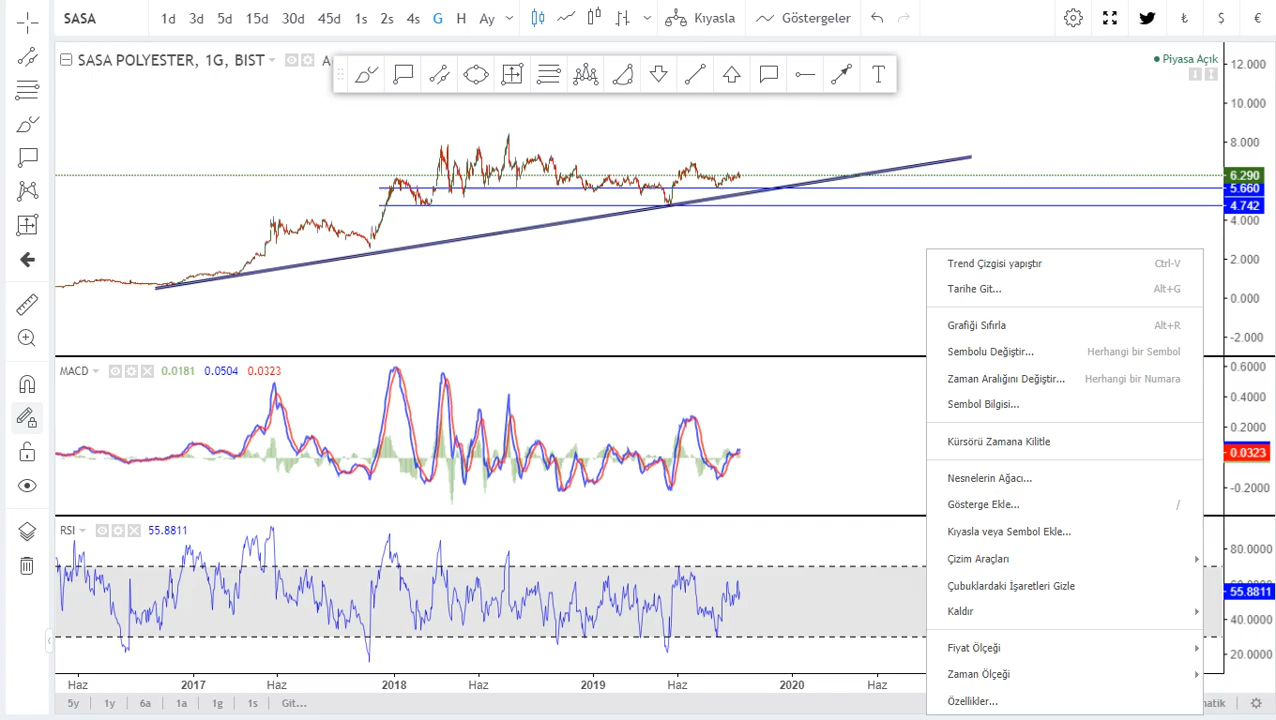 SASA 1d 3d 5d 15d 30d 45d 1s 2s 4s G H Ay Kıyasla Göstergeler ₺ $ €
SASA POLYESTER, 1G, BIST
Piyasa Açık
12.000
10.000
8.000
6.290
5.660
4.742
4.000
2.000
0.000
-2.000
Trend Çizgisi yapıştır Ctrl-V
Tarihe Git... Alt+G
Grafiği Sıfırla Alt+R
Sembolu Değiştir... Herhangi bir Sembol
Zaman Aralığını Değiştir... Herhangi bir Numara
Sembol Bilgisi...
Kürsörü Zamana Kilitle
Nesnelerin Ağacı...
Gösterge Ekle... /
Kıyasla veya Sembol Ekle...
Çizim Araçları
Çubuklardaki İşaretleri Gizle
Kaldır
Fiyat Ölçeği
Zaman Ölçeği
Özellikler...
MACD 0.0181 0.0504 0.0323
0.6000
0.4000
0.2000
0.0323
-0.2000
RSI 55.8811
80.0000
55.8811
40.0000
20.0000
Haz 2017 Haz 2018 Haz 2019 Haz 2020 Haz
5y 1y 6a 1a 1g 1s Git...
matik